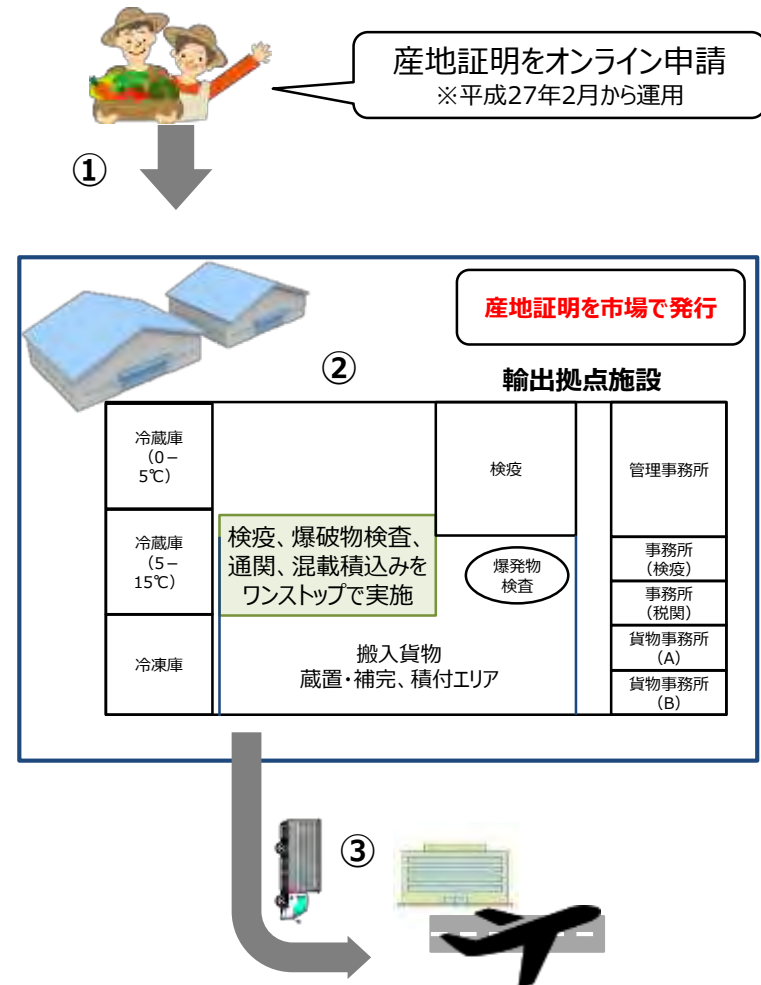 産地証明をオンライン申請
※平成27年2月から運用
①
産地証明を市場で発行
②
輸出拠点施設
冷蔵庫
（0－
5℃）
検疫
管理事務所
冷蔵庫
（5－
15℃）
検疫、爆破物検査、
通関、混載積込みを
ワンストップで実施
爆発物
検査
事務所
（検疫）
事務所
（税関）
冷凍庫
搬入貨物
蔵置・補完、積付エリア
貨物事務所
（A）
貨物事務所
（B）
③